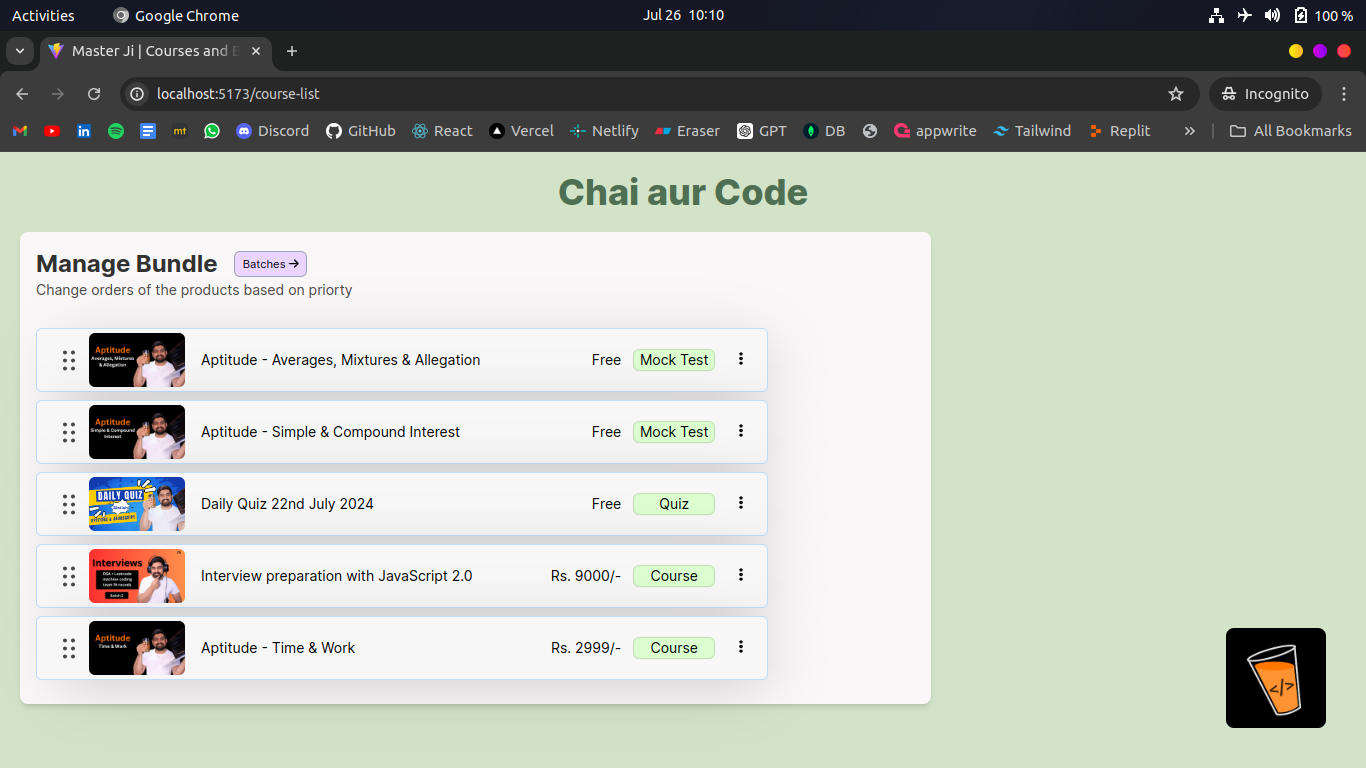 Activities Google Chrome Jul 26 10:10 100 %
Master Ji | Courses and
localhost:5173/course-list Incognito
mt Discord GitHub React Vercel Netlify Eraser GPT DB appwrite Tailwind Replit » All Bookmarks
Chai aur Code
Manage Bundle Batches →
Change orders of the products based on priorty
Aptitude
Averages, Mixtures
& Allegation
Aptitude - Averages, Mixtures & Allegation Free Mock Test
Aptitude
Simple & Compound
Interest
Aptitude - Simple & Compound Interest Free Mock Test
DAILY QUIZ
Daily Quiz 22nd July 2024 Free Quiz
Interviews
Batch 2
Interview preparation with JavaScript 2.0 Rs. 9000/- Course
Aptitude
Time & Work
Aptitude - Time & Work Rs. 2999/- Course
</>